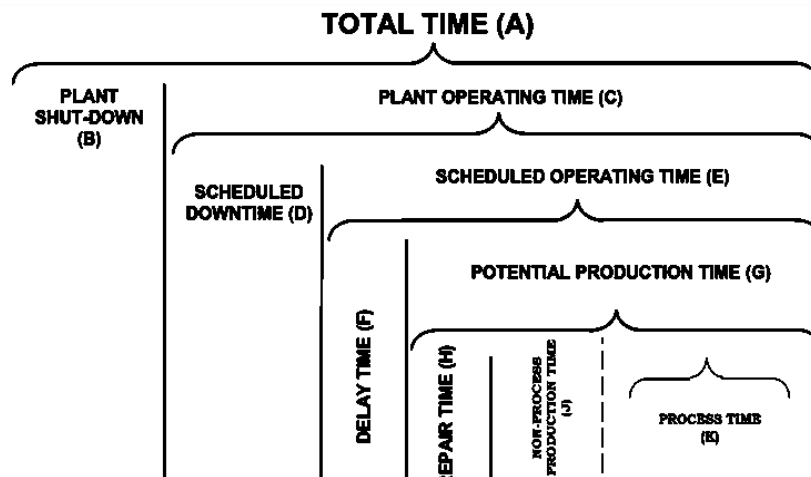 TOTAL TIME (A)
PLANT
SHUT-DOWN
(B)
PLANT OPERATING TIME (C)
SCHEDULED
DOWNTIME (D)
SCHEDULED OPERATING TIME (E)
POTENTIAL PRODUCTION TIME (G)
DELAY TIME (F)
REPAIR TIME (H)
NON-PROCESS
PRODUCTION TIME
(J)
PROCESS TIME
(K)